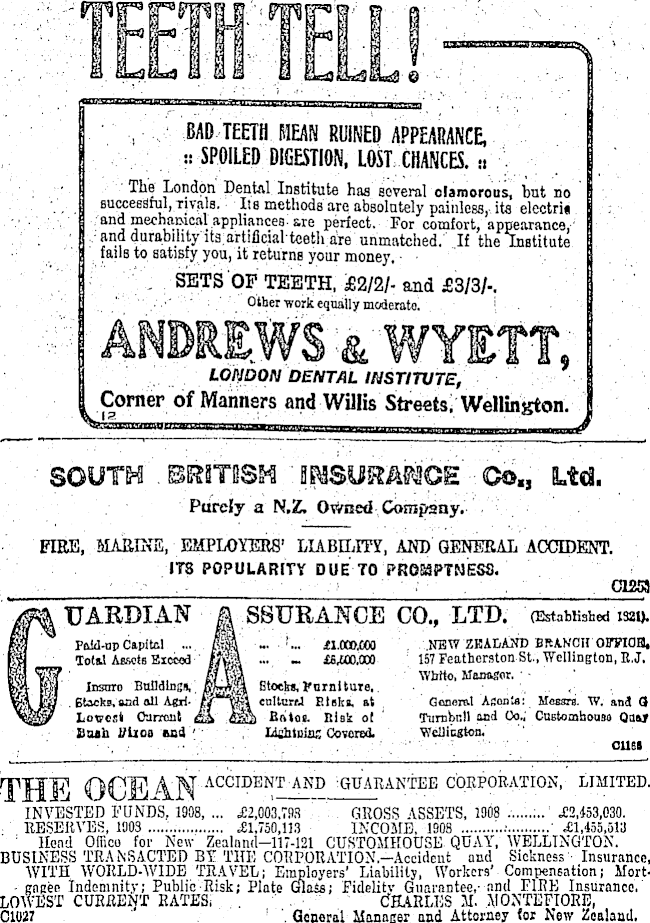 TEETH TELL!
BAD TEETH MEAN RUINED APPEARANCE,
:: SPOILED DIGESTION, LOST CHANCES. ::
The London Dental Institute has several clamorous, but no
successful, rivals. Its methods are absolutely painless, its electric
and mechanical appliances are perfect. For comfort, appearance,
and durability its artificial teeth are unmatched. If the Institute
fails to satisfy you, it returns your money.
SETS OF TEETH, £2/2/- and £3/3/-.
Other work equally moderate.
ANDREWS & WYETT,
LONDON DENTAL INSTITUTE,
Corner of Manners and Willis Streets, Wellington.
12
SOUTH BRITISH INSURANCE Co., Ltd.
Purely a N.Z. Owned Company.
FIRE, MARINE, EMPLOYERS' LIABILITY, AND GENERAL ACCIDENT.
ITS POPULARITY DUE TO PROMPTNESS.
C1253
GUARDIAN ASSURANCE CO., LTD. (Established 1821).
Paid-up Capital ... ... ... £1,000,000
Total Assets Exceed ... ... £6,500,000
Insure Buildings, Stocks, Furniture,
Stacks, and all Agricultural Risks, at
Lowest Current Rates. Risk of
Bush Fires and Lightning Covered.
NEW ZEALAND BRANCH OFFICE,
157 Featherston St., Wellington, R.J.
White, Manager.
General Agents: Messrs. W. and G
Turnbull and Co., Customhouse Quay
Wellington.
C1166
THE OCEAN ACCIDENT AND GUARANTEE CORPORATION, LIMITED.
INVESTED FUNDS, 1908, ... £2,003,798 GROSS ASSETS, 1908 ......... £2,453,030.
RESERVES, 1908 .................. £1,750,113 INCOME, 1908 ..................... £1,455,513
Head Office for New Zealand—117-121 CUSTOMHOUSE QUAY, WELLINGTON.
BUSINESS TRANSACTED BY THE CORPORATION.—Accident and Sickness Insurance,
WITH WORLD-WIDE TRAVEL; Employers' Liability, Workers' Compensation; Mort-
gagee Indemnity; Public Risk; Plate Glass; Fidelity Guarantee, and FIRE Insurance.
LOWEST CURRENT RATES. CHARLES M. MONTEFIORE,
C1027 General Manager and Attorney for New Zealand.